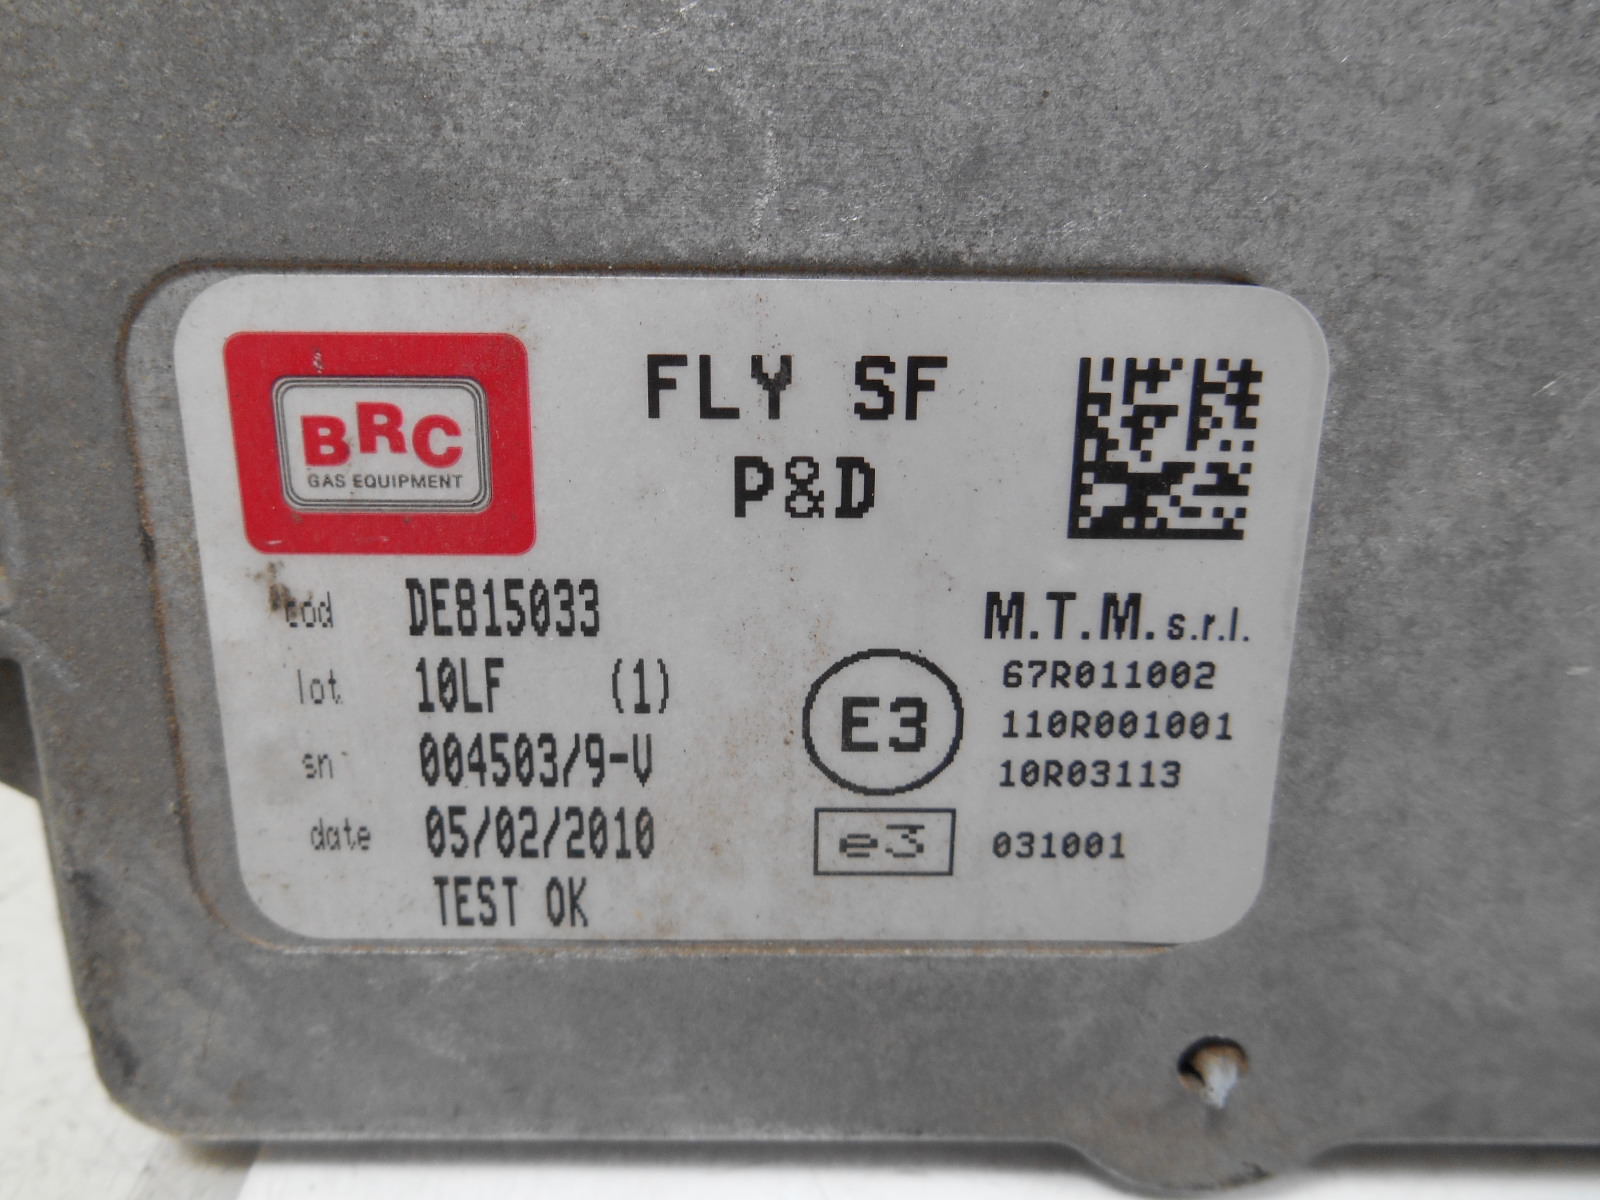 BRC
GAS EQUIPMENT
FLY SF
P&D
cod DE815033
lot 10LF (1)
sn 004503/9-V
date 05/02/2010
TEST OK
M.T.M. s.r.l.
E3
67R011002
110R001001
10R03113
e3 031001